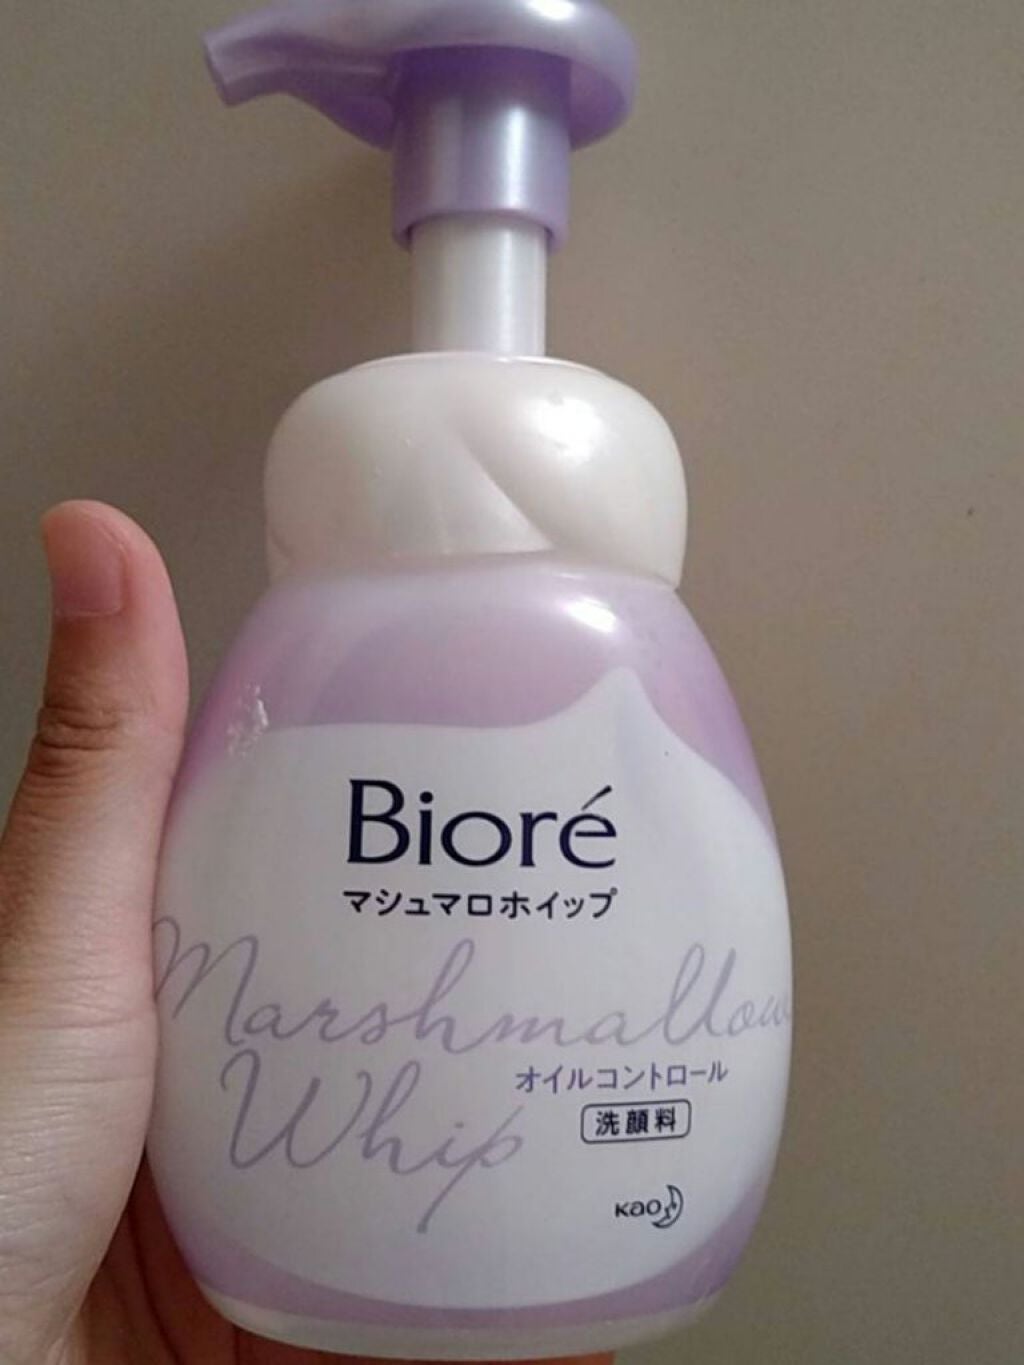 Bioré
マシュマロホイップ
Marshmallow
Whip
オイルコントロール
洗顔料
Kao